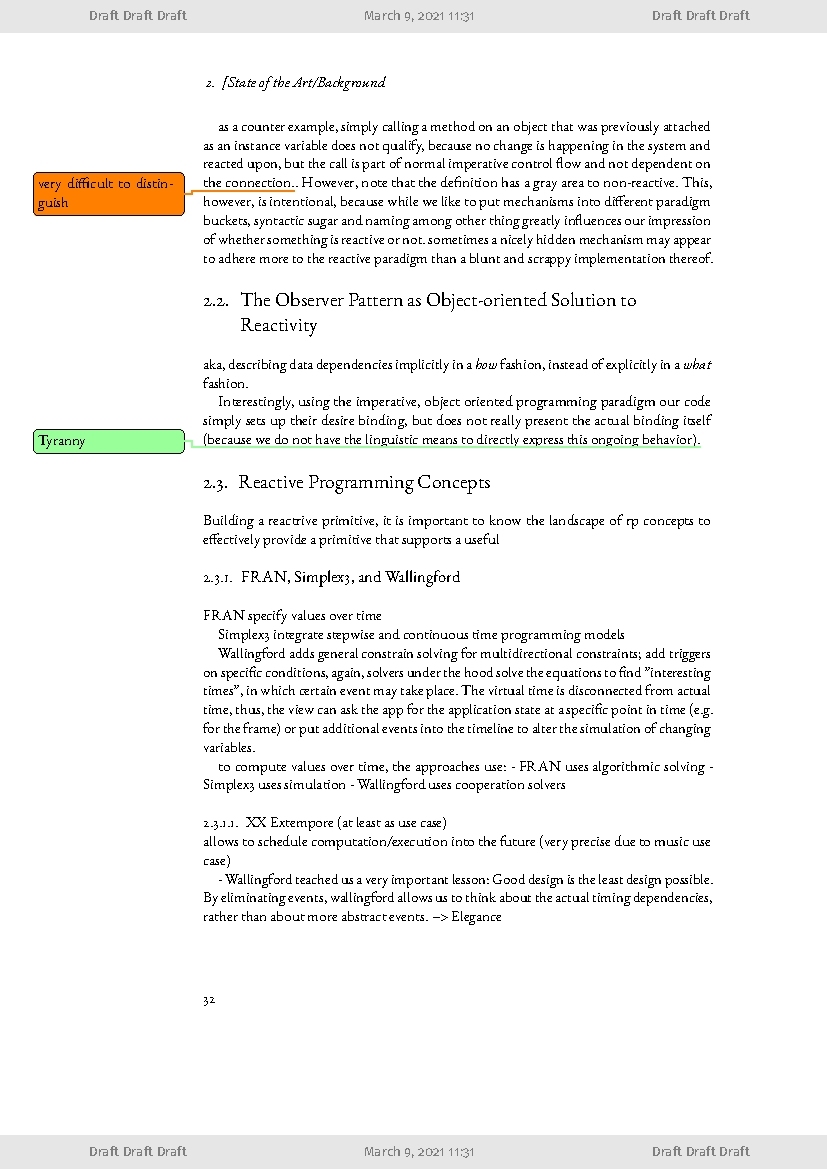 Draft Draft Draft March 9, 2021 11:31 Draft Draft Draft
2. [State of the Art/Background
as a counter example, simply calling a method on an object that was previously attached
as an instance variable does not qualify, because no change is happening in the system and
reacted upon, but the call is part of normal imperative control flow and not dependent on
very difficult to distin-
guish
the connection.. However, note that the definition has a gray area to non-reactive. This,
however, is intentional, because while we like to put mechanisms into different paradigm
buckets, syntactic sugar and naming among other thing greatly influences our impression
of whether something is reactive or not. sometimes a nicely hidden mechanism may appear
to adhere more to the reactive paradigm than a blunt and scrappy implementation thereof.
2.2. The Observer Pattern as Object-oriented Solution to
Reactivity
aka, describing data dependencies implicitly in a how fashion, instead of explicitly in a what
fashion.
Interestingly, using the imperative, object oriented programming paradigm our code
simply sets up their desire binding, but does not really present the actual binding itself
Tyranny
(because we do not have the linguistic means to directly express this ongoing behavior).
2.3. Reactive Programming Concepts
Building a reactrive primitive, it is important to know the landscape of rp concepts to
effectively provide a primitive that supports a useful
2.3.1. FRAN, Simplex3, and Wallingford
FRAN specify values over time
Simplex3 integrate stepwise and continuous time programming models
Wallingford adds general constrain solving for multidirectional constraints; add triggers
on specific conditions, again, solvers under the hood solve the equations to find ”interesting
times”, in which certain event may take place. The virtual time is disconnected from actual
time, thus, the view can ask the app for the application state at a specific point in time (e.g.
for the frame) or put additional events into the timeline to alter the simulation of changing
variables.
to compute values over time, the approaches use: - FRAN uses algorithmic solving -
Simplex3 uses simulation - Wallingford uses cooperation solvers
2.3.1.1. XX Extempore (at least as use case)
allows to schedule computation/execution into the future (very precise due to music use
case)
- Wallingford teached us a very important lesson: Good design is the least design possible.
By eliminating events, wallingford allows us to think about the actual timing dependencies,
rather than about more abstract events. –> Elegance
32
Draft Draft Draft March 9, 2021 11:31 Draft Draft Draft